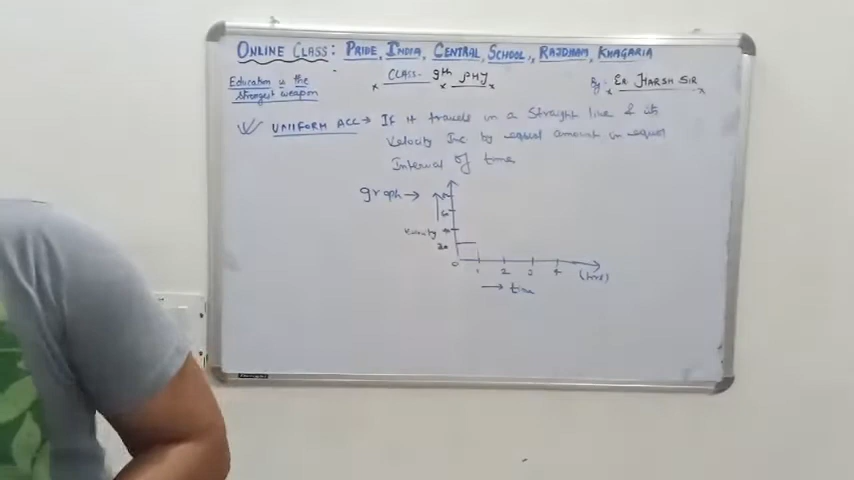 ONLINE CLASS: PRIDE, INDIA, CENTRAL, SCHOOL, RAJDHAM, KHAGARIA
Education is the
strongest weapon
CLASS- 9th PHY
By: Er HARSH SIR
UNIFORM ACC → If it travels in a straight line & its
velocity Inc by equal amount in equal
Interval of time
graph →
60
velocity
20
0 1 2 3 4 (hrs)
→ time